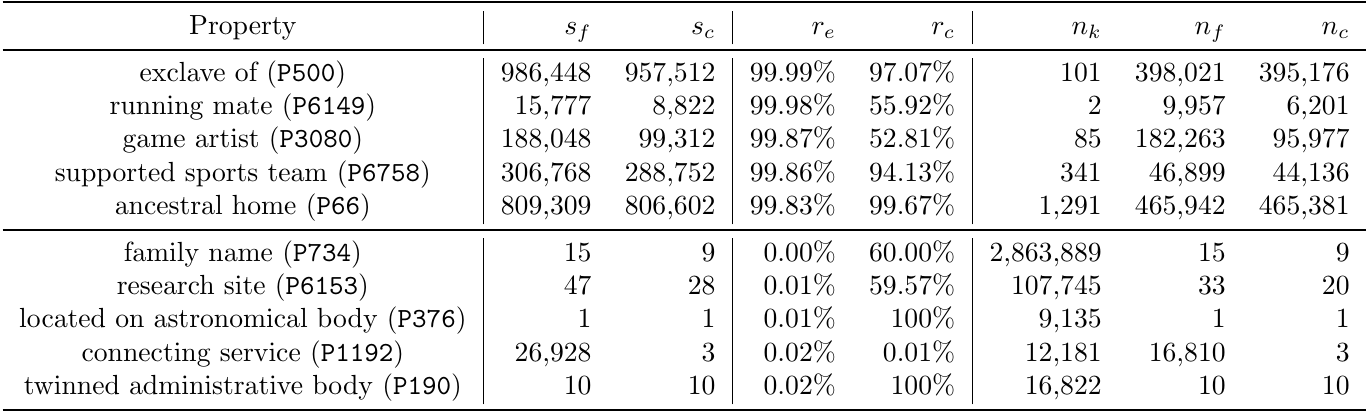 Property s_f s_c r_e r_c n_k n_f n_c
exclave of (P500) 986,448 957,512 99.99% 97.07% 101 398,021 395,176
running mate (P6149) 15,777 8,822 99.98% 55.92% 2 9,957 6,201
game artist (P3080) 188,048 99,312 99.87% 52.81% 85 182,263 95,977
supported sports team (P6758) 306,768 288,752 99.86% 94.13% 341 46,899 44,136
ancestral home (P66) 809,309 806,602 99.83% 99.67% 1,291 465,942 465,381
family name (P734) 15 9 0.00% 60.00% 2,863,889 15 9
research site (P6153) 47 28 0.01% 59.57% 107,745 33 20
located on astronomical body (P376) 1 1 0.01% 100% 9,135 1 1
connecting service (P1192) 26,928 3 0.02% 0.01% 12,181 16,810 3
twinned administrative body (P190) 10 10 0.02% 100% 16,822 10 10